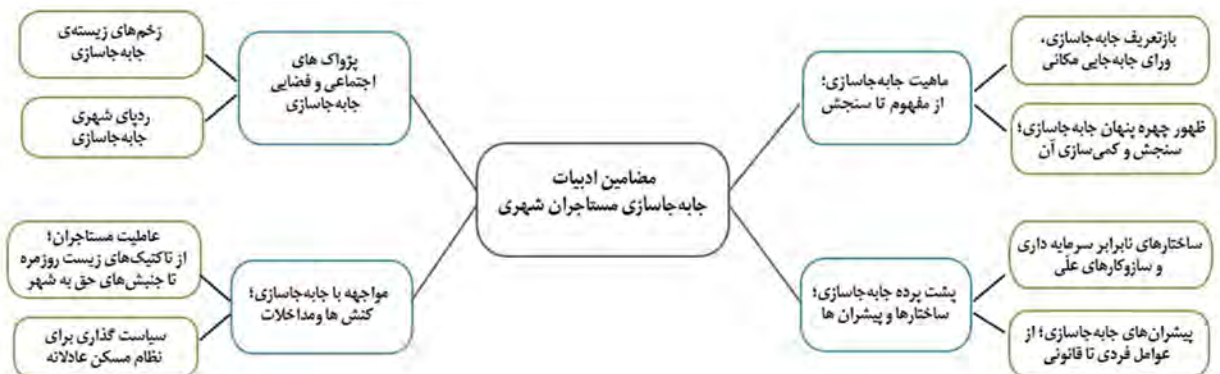 مضامین ادبیات
جابه‌جاسازی مستاجران شهری
ماهیت جابه‌جاسازی؛
از مفهوم تا سنجش
بازتعریف جابه‌جاسازی،
ورای جابه‌جایی مکانی
ظهور چهره پنهان جابه‌جاسازی؛
سنجش و کمی‌سازی آن
پشت پرده جابه‌جاسازی؛
ساختارها و پیشران ها
ساختارهای نابرابر سرمایه داری
و سازوکارهای علّی
پیشران‌های جابه‌جاسازی؛ از
عوامل فردی تا قانونی
پژواک های
اجتماعی و فضایی
جابه‌جاسازی
زخم‌های زیسته‌ی
جابه‌جاسازی
ردپای شهری
جابه‌جاسازی
مواجهه با جابه‌جاسازی؛
کنش ها ومداخلات
عاملیت مستاجران؛
از تاکتیک‌های زیست روزمره
تا جنبش‌های حق به شهر
سیاست گذاری برای
نظام مسکن عادلانه